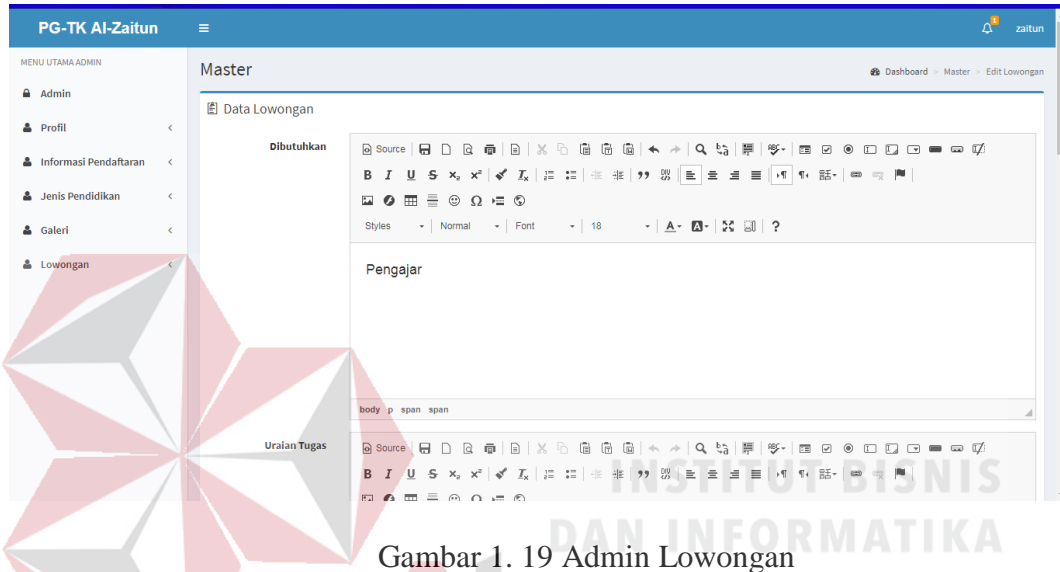 PG-TK Al-Zaitun
1
zaitun
MENU UTAMA ADMIN
Master
Dashboard > Master > Edit Lowongan
Admin
Data Lowongan
Profil
Informasi Pendaftaran
Jenis Pendidikan
Galeri
Lowongan
Dibutuhkan
Source
Styles Normal Font 18
Pengajar
body p span span
Uraian Tugas
Source
INSTITUT BISNIS
DAN INFORMATIKA
Gambar 1. 19 Admin Lowongan